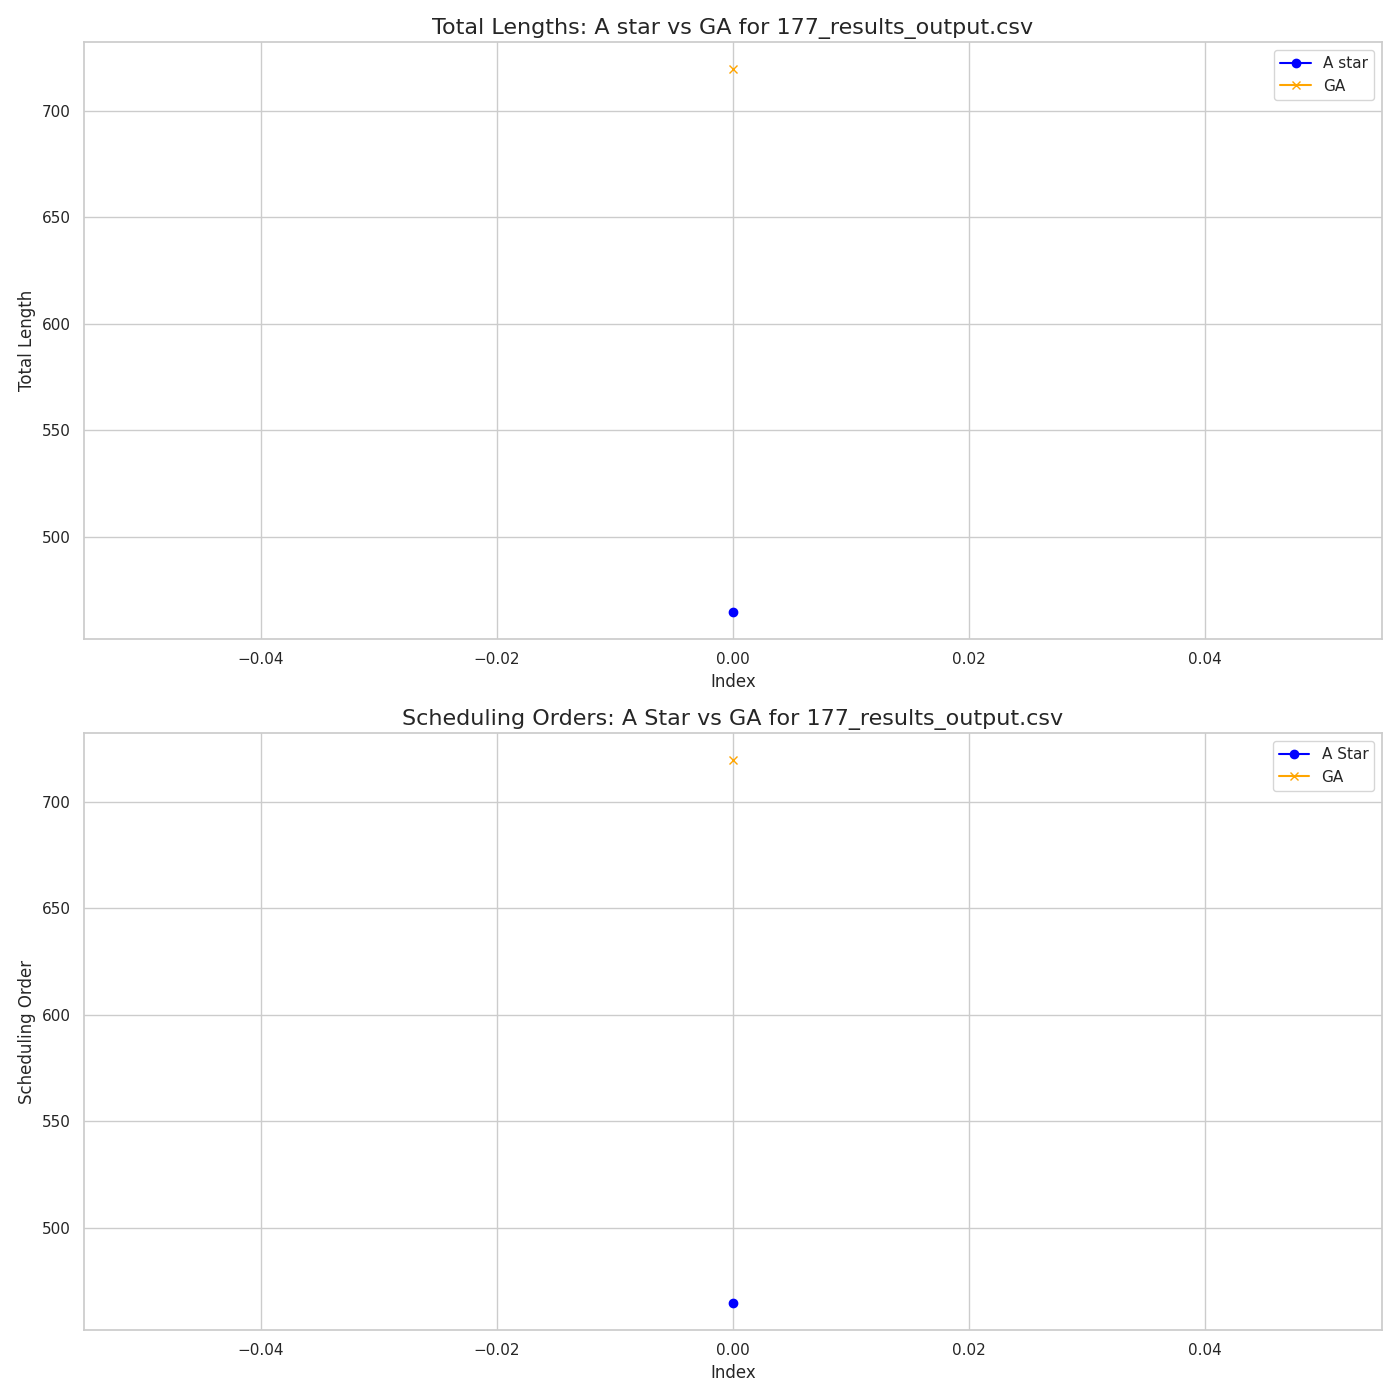 Total Lengths: A star vs GA for 177_results_output.csv
A star
GA
700
650
600
550
500
Total Length
−0.04 −0.02 0.00 0.02 0.04
Index
Scheduling Orders: A Star vs GA for 177_results_output.csv
A Star
GA
700
650
600
550
500
Scheduling Order
−0.04 −0.02 0.00 0.02 0.04
Index